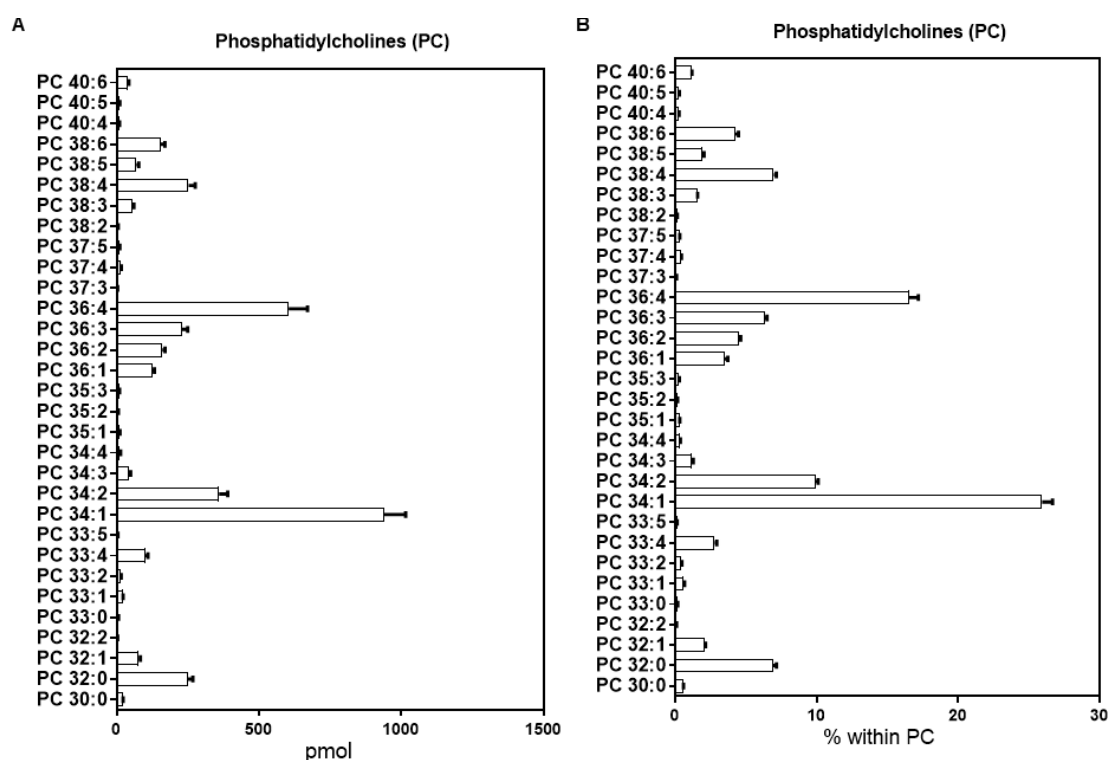 A
Phosphatidylcholines (PC)
PC 40:6
PC 40:5
PC 40:4
PC 38:6
PC 38:5
PC 38:4
PC 38:3
PC 38:2
PC 37:5
PC 37:4
PC 37:3
PC 36:4
PC 36:3
PC 36:2
PC 36:1
PC 35:3
PC 35:2
PC 35:1
PC 34:4
PC 34:3
PC 34:2
PC 34:1
PC 33:5
PC 33:4
PC 33:2
PC 33:1
PC 33:0
PC 32:2
PC 32:1
PC 32:0
PC 30:0
0 500 1000 1500
pmol
B
Phosphatidylcholines (PC)
PC 40:6
PC 40:5
PC 40:4
PC 38:6
PC 38:5
PC 38:4
PC 38:3
PC 38:2
PC 37:5
PC 37:4
PC 37:3
PC 36:4
PC 36:3
PC 36:2
PC 36:1
PC 35:3
PC 35:2
PC 35:1
PC 34:4
PC 34:3
PC 34:2
PC 34:1
PC 33:5
PC 33:4
PC 33:2
PC 33:1
PC 33:0
PC 32:2
PC 32:1
PC 32:0
PC 30:0
0 10 20 30
% within PC